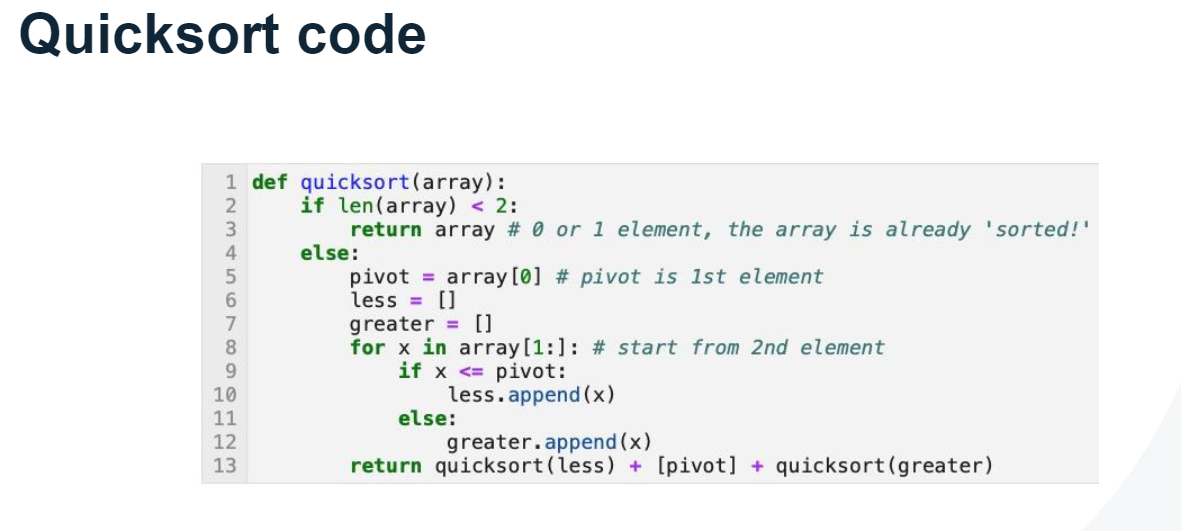 Quicksort code
1 def quicksort(array):
2     if len(array) < 2:
3         return array # 0 or 1 element, the array is already 'sorted!'
4     else:
5         pivot = array[0] # pivot is 1st element
6         less = []
7         greater = []
8         for x in array[1:]: # start from 2nd element
9             if x <= pivot:
10                 less.append(x)
11             else:
12                 greater.append(x)
13         return quicksort(less) + [pivot] + quicksort(greater)